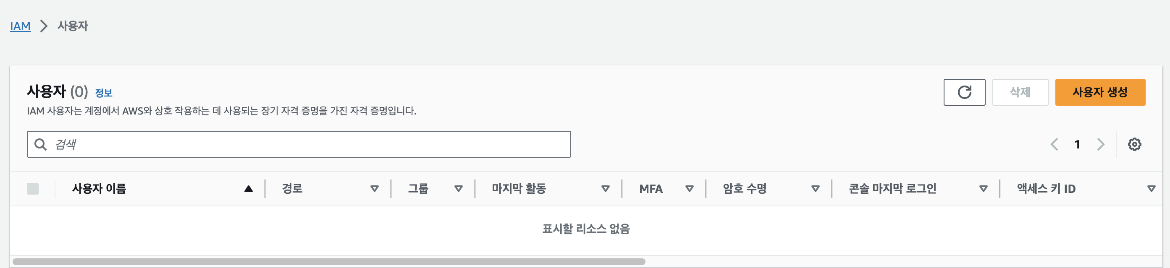 IAM > 사용자
사용자 (0) 정보
삭제 사용자 생성
IAM 사용자는 계정에서 AWS와 상호 작용하는 데 사용되는 장기 자격 증명을 가진 자격 증명입니다.
검색
1
사용자 이름 경로 그룹 마지막 활동 MFA 암호 수명 콘솔 마지막 로그인 액세스 키 ID
표시할 리소스 없음